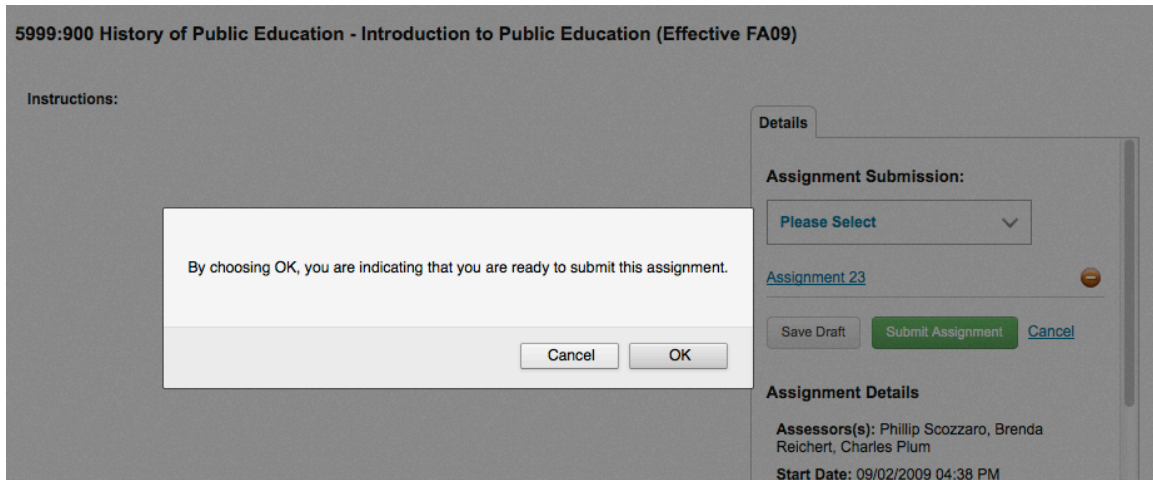 5999:900 History of Public Education - Introduction to Public Education (Effective FA09)
Instructions:
Details
Assignment Submission:
Please Select
By choosing OK, you are indicating that you are ready to submit this assignment.
Assignment 23
Save Draft Submit Assignment Cancel
Cancel OK
Assignment Details
Assessors(s): Phillip Scozzaro, Brenda
Reichert, Charles Plum
Start Date: 09/02/2009 04:38 PM